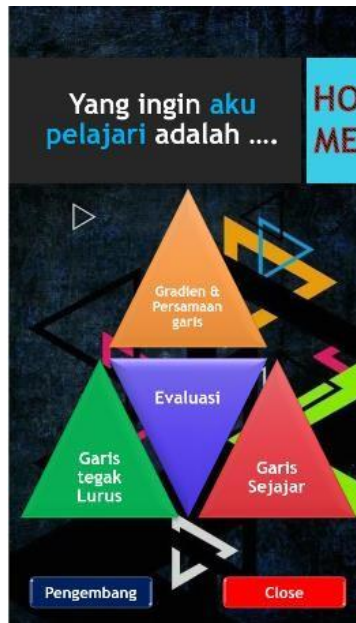 Yang ingin aku
pelajari adalah ....
HO
ME
Gradien &
Persamaan
garis
Evaluasi
Garis
tegak
Lurus
Garis
Sejajar
Pengembang
Close